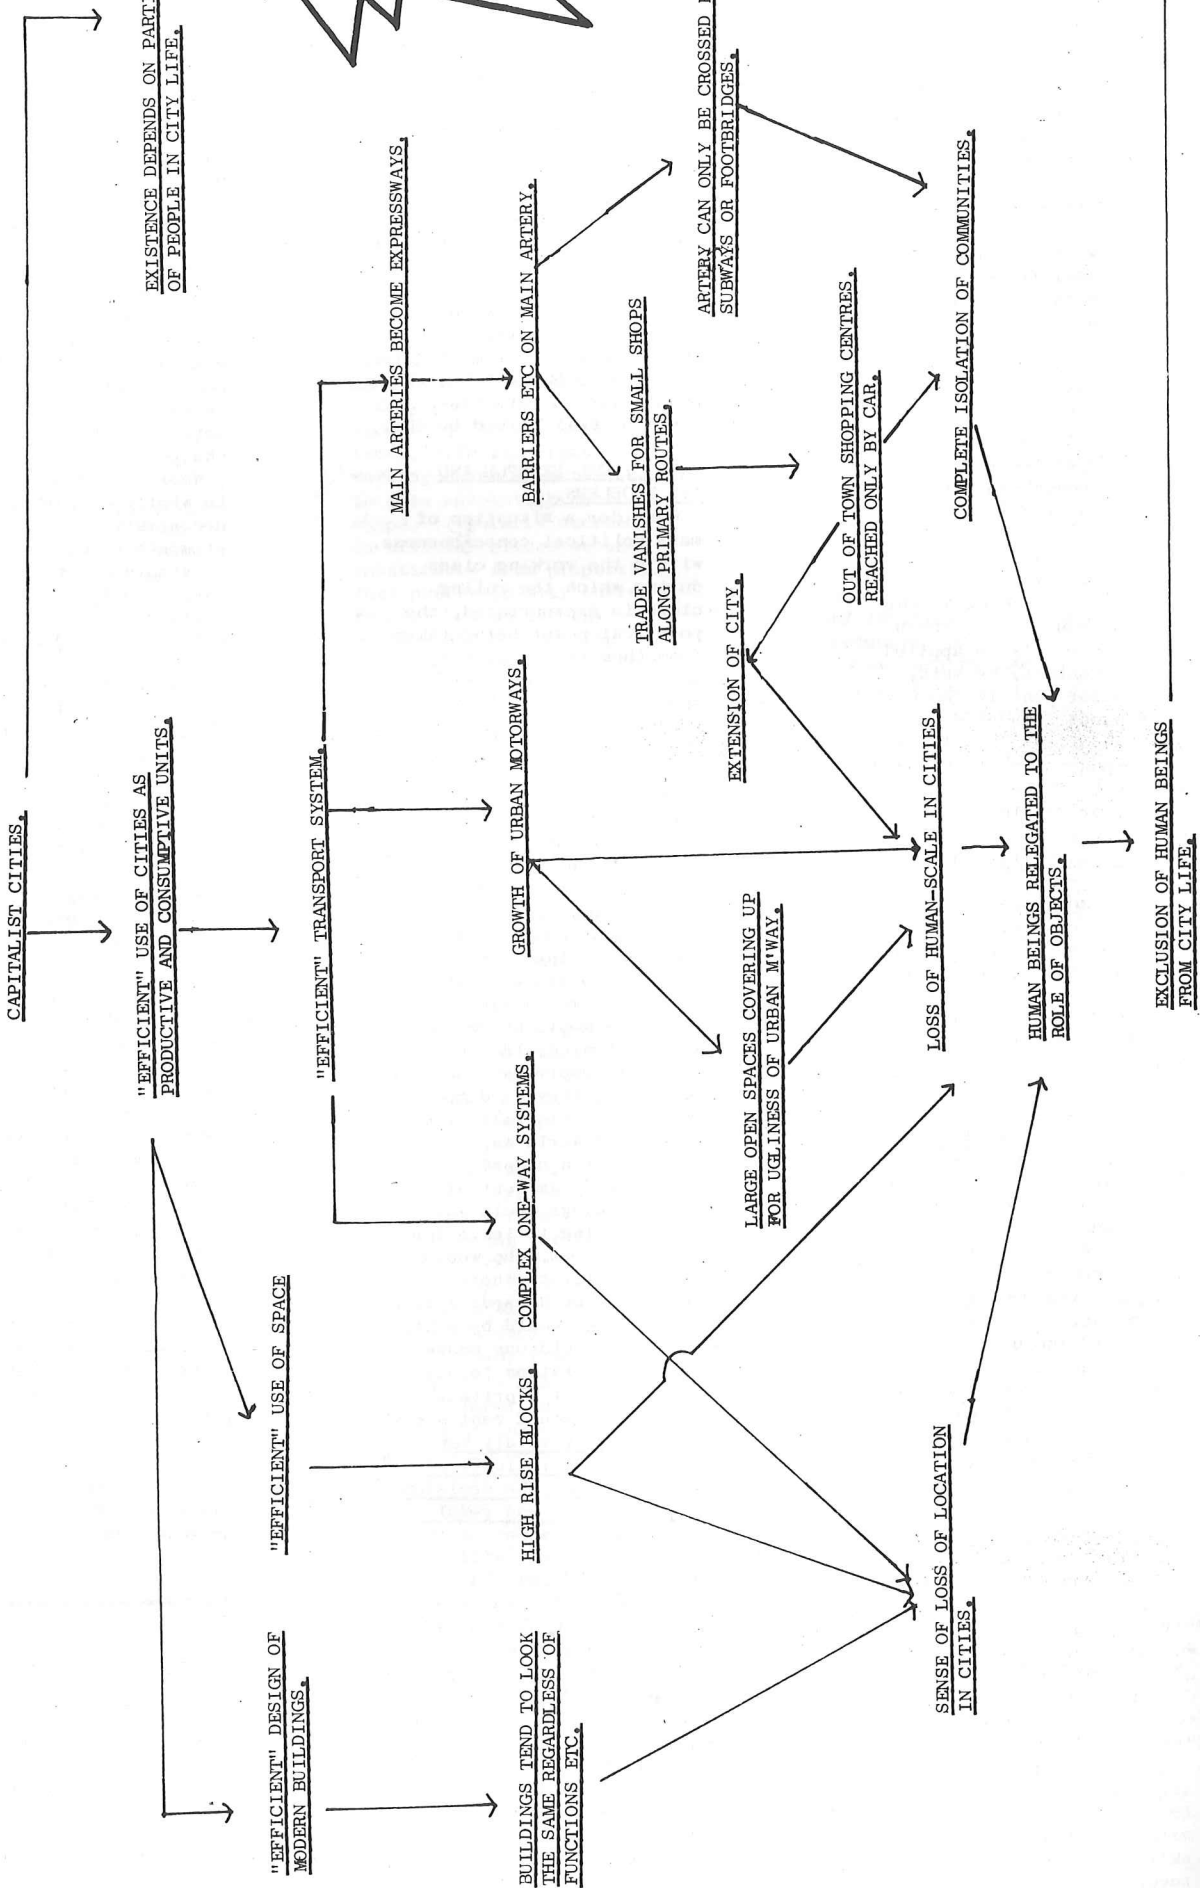 CAPITALIST CITIES.
EXISTENCE DEPENDS ON
OF PEOPLE IN CITY LIFE.
"EFFICIENT" USE OF CITIES AS
PRODUCTIVE AND CONSUMPTIVE UNITS.
"EFFICIENT" DESIGN OF
MODERN BUILDINGS.
"EFFICIENT" USE OF SPACE
"EFFICIENT" TRANSPORT SYSTEM.
MAIN ARTERIES BECOME EXPRESSWAYS.
BUILDINGS TEND TO LOOK
THE SAME REGARDLESS OF
FUNCTIONS ETC.
HIGH RISE BLOCKS.
COMPLEX ONE-WAY SYSTEMS.
GROWTH OF URBAN MOTORWAYS.
BARRIERS ETC ON MAIN ARTERY.
TRADE VANISHES FOR SMALL SHOPS
ALONG PRIMARY ROUTES.
ARTERY CAN ONLY BE CROSSED
SUBWAYS OR FOOTBRIDGES.
LARGE OPEN SPACES COVERING UP
FOR UGLINESS OF URBAN M'WAY.
EXTENSION OF CITY.
OUT OF TOWN SHOPPING CENTRES.
REACHED ONLY BY CAR.
SENSE OF LOSS OF LOCATION
IN CITIES.
LOSS OF HUMAN-SCALE IN CITIES.
COMPLETE ISOLATION OF COMMUNITIES.
HUMAN BEINGS RELEGATED TO THE
ROLE OF OBJECTS.
EXCLUSION OF HUMAN BEINGS
FROM CITY LIFE.